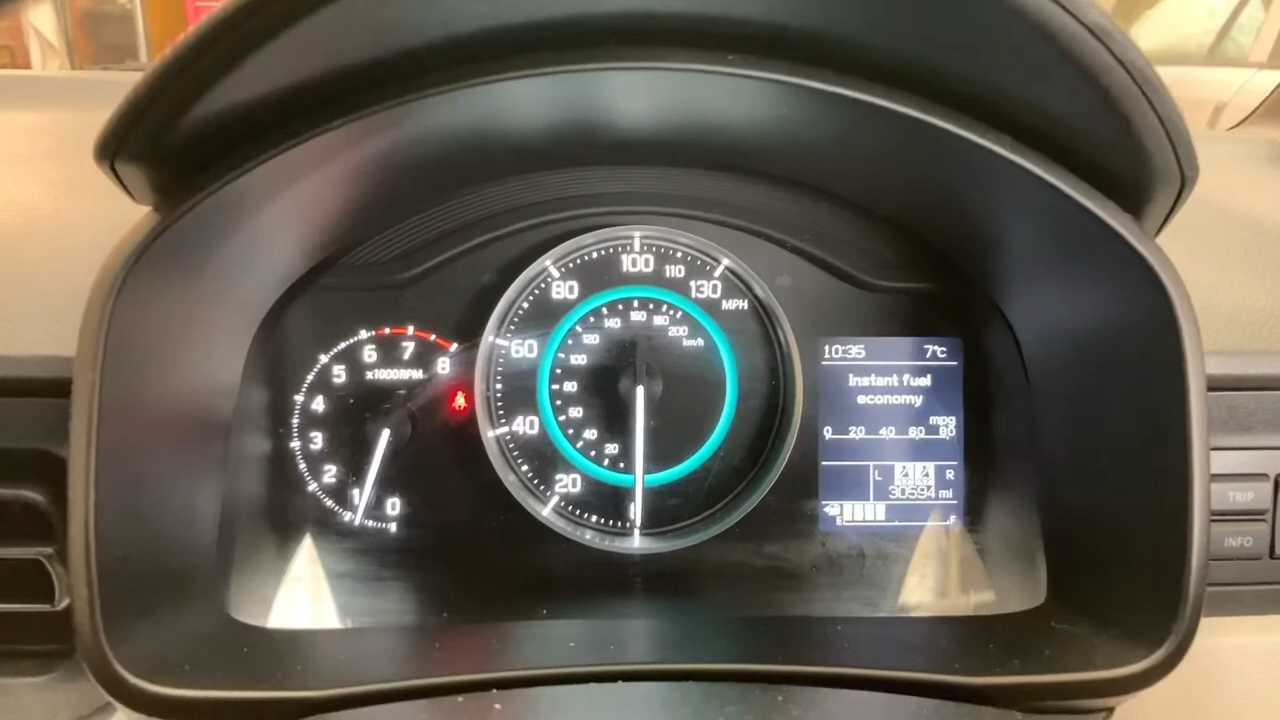 0
1
2
3
4
5
6
7
8
x1000RPM
20
40
60
80
100
110
130
MPH
20
40
60
80
100
120
140
160
180
200
km/h
10:35 7°C
Instant fuel
economy
mpg
0 20 40 60 80
L R
30594 mi
E F
TRIP
INFO